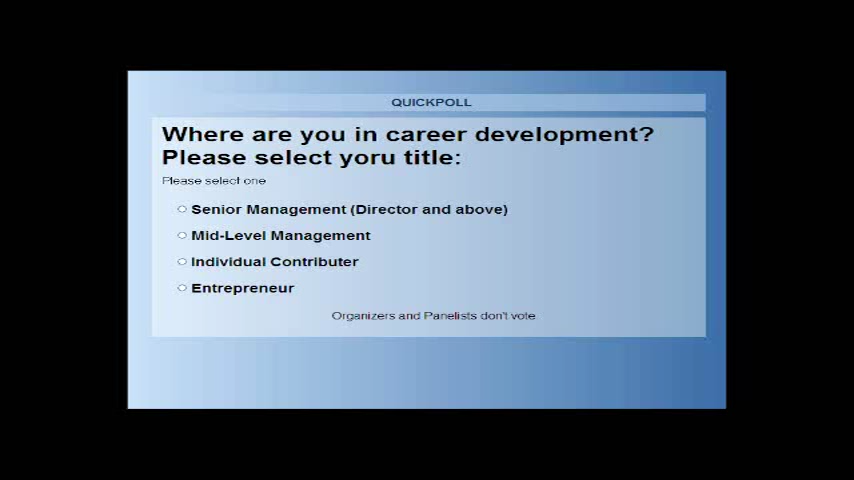 QUICKPOLL
Where are you in career development?
Please select yoru title:
Please select one
Senior Management (Director and above)
Mid-Level Management
Individual Contributer
Entrepreneur
Organizers and Panelists don't vote